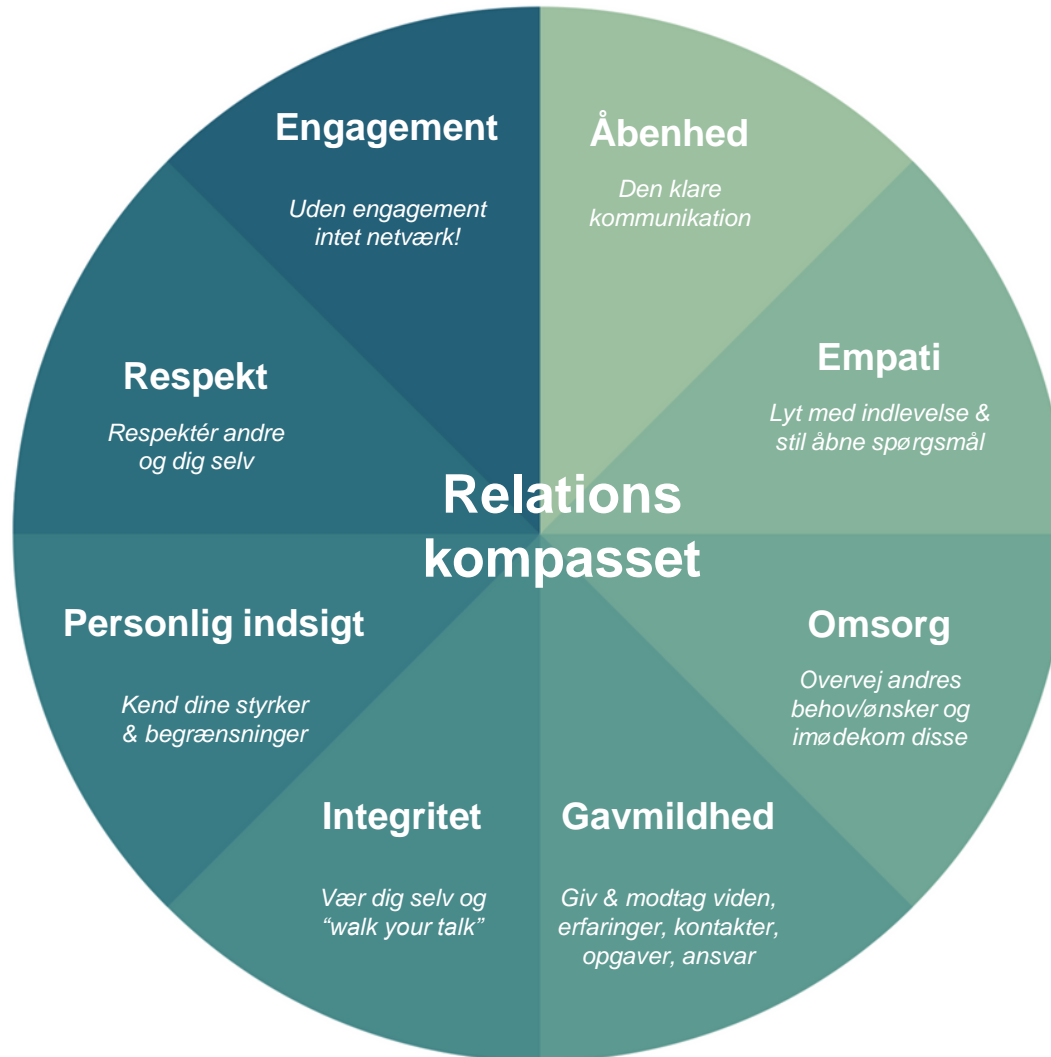 Engagement
Uden engagement
intet netværk!
Åbenhed
Den klare
kommunikation
Empati
Lyt med indlevelse &
stil åbne spørgsmål
Omsorg
Overvej andres
behov/ønsker og
imødekom disse
Gavmildhed
Giv & modtag viden,
erfaringer, kontakter,
opgaver, ansvar
Integritet
Vær dig selv og
“walk your talk”
Personlig indsigt
Kend dine styrker
& begrænsninger
Respekt
Respektér andre
og dig selv
Relations
kompasset